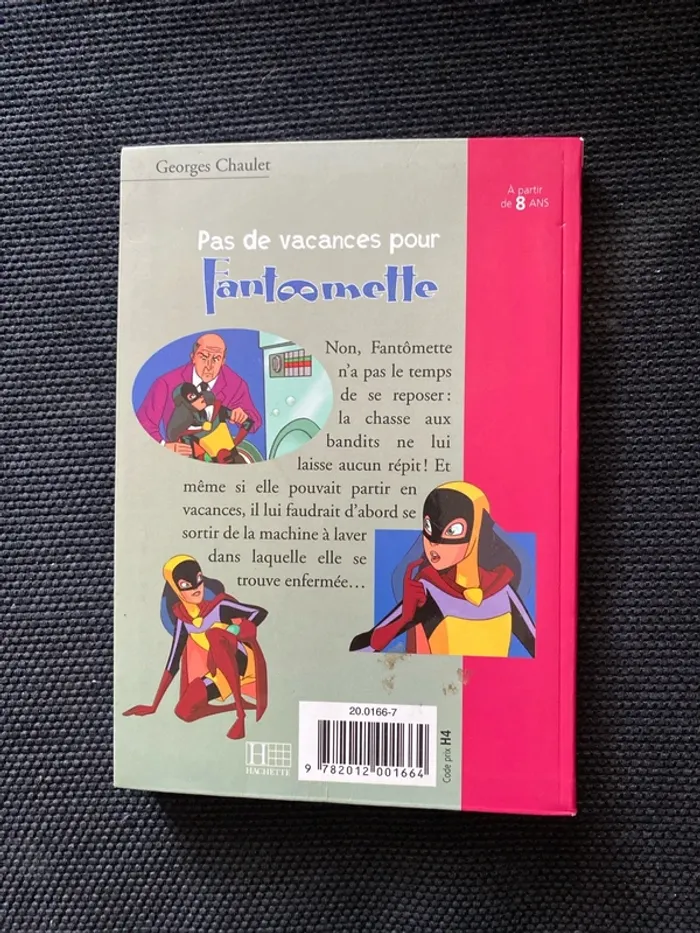 Georges Chaulet
À partir
de 8 ANS
Pas de vacances pour
Fantoomette
Non, Fantômette
n'a pas le temps
de se reposer :
la chasse aux
bandits ne lui
laisse aucun répit ! Et
même si elle pouvait partir en
vacances, il lui faudrait d'abord se
sortir de la machine à laver
dans laquelle elle se
trouve enfermée…
20.0166-7
9 782012 001664
HACHETTE
Code prix H4